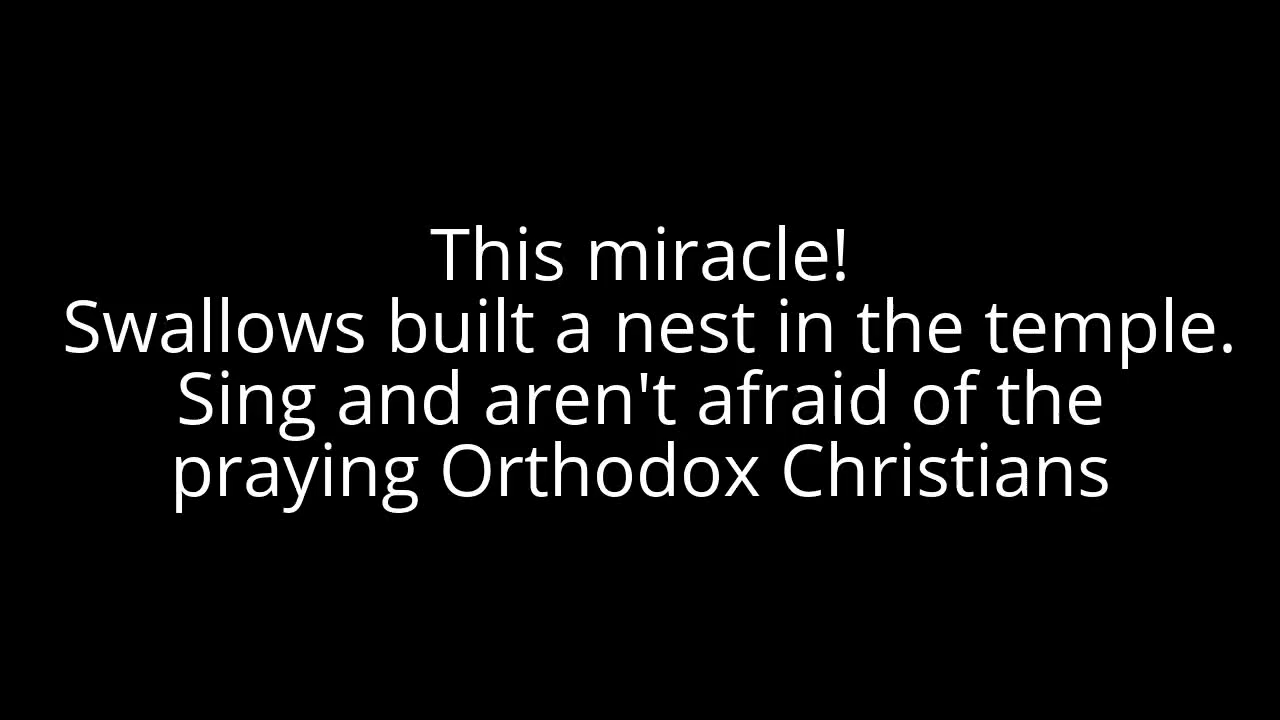 This miracle!
Swallows built a nest in the temple.
Sing and aren't afraid of the
praying Orthodox Christians